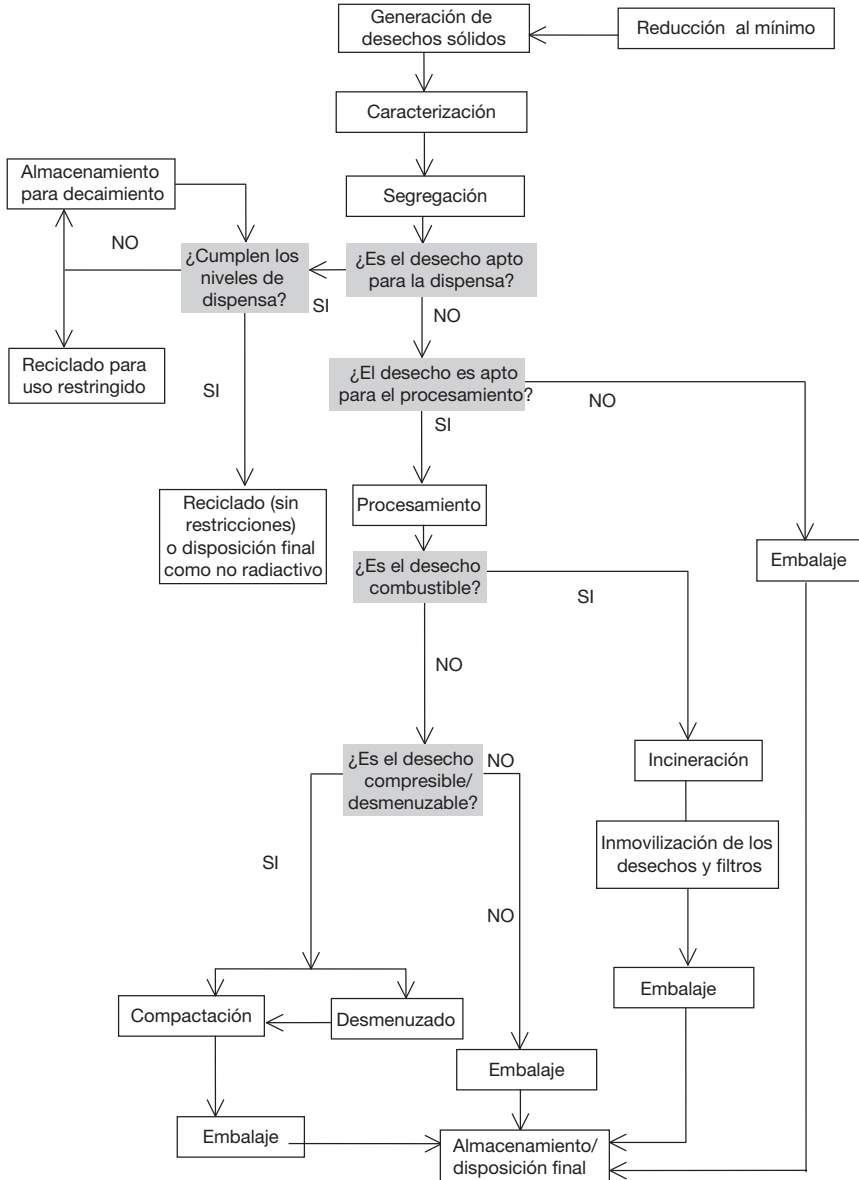 Generación de
desechos sólidos
Reducción al mínimo
Caracterización
Almacenamiento
para decaimiento
Segregación
NO
¿Cumplen los
niveles de
dispensa?
SI
¿Es el desecho apto
para la dispensa?
NO
Reciclado para
uso restringido
SI
¿El desecho es apto
para el procesamiento?
NO
SI
Reciclado (sin
restricciones)
o disposición final
como no radiactivo
Procesamiento
¿Es el desecho
combustible?
SI
Embalaje
NO
¿Es el desecho
compresible/
desmenuzable?
NO
Incineración
SI
Inmovilización de los
desechos y filtros
NO
Embalaje
Compactación
Desmenuzado
Embalaje
Embalaje
Almacenamiento/
disposición final